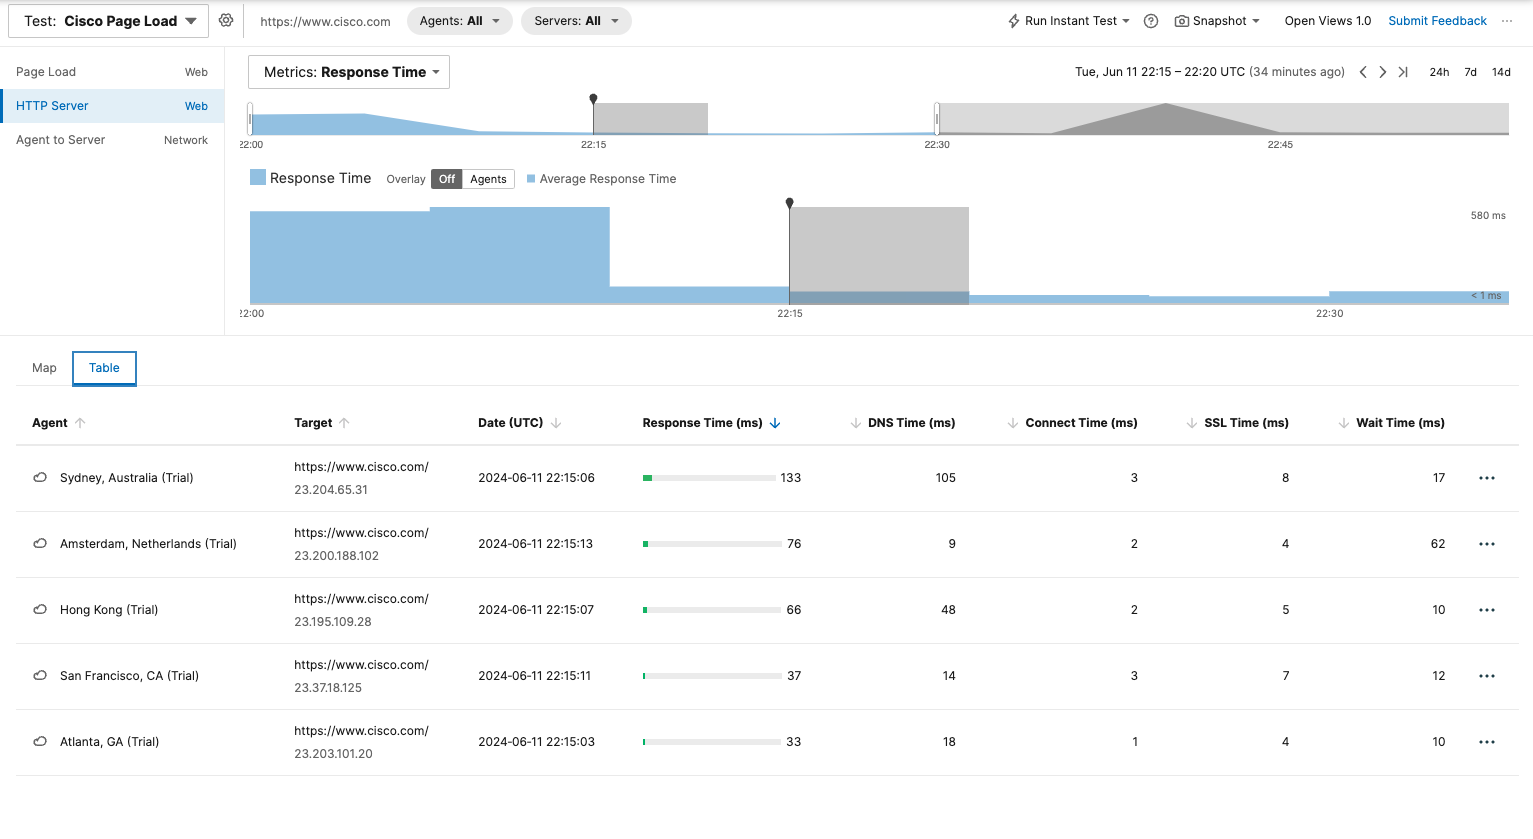 Test: Cisco Page Load https://www.cisco.com Agents: All Servers: All Run Instant Test Snapshot Open Views 1.0 Submit Feedback ...
Page Load Web
HTTP Server Web
Agent to Server Network
Metrics: Response Time
Tue, Jun 11 22:15 – 22:20 UTC (34 minutes ago) 24h 7d 14d
22:00 22:15 22:30 22:45
Response Time Overlay Off Agents Average Response Time
580 ms
< 1 ms
22:00 22:15 22:30
Map Table
Agent Target Date (UTC) Response Time (ms) DNS Time (ms) Connect Time (ms) SSL Time (ms) Wait Time (ms)
Sydney, Australia (Trial) https://www.cisco.com/ 2024-06-11 22:15:06 133 105 3 8 17
23.204.65.31
Amsterdam, Netherlands (Trial) https://www.cisco.com/ 2024-06-11 22:15:13 76 9 2 4 62
23.200.188.102
Hong Kong (Trial) https://www.cisco.com/ 2024-06-11 22:15:07 66 48 2 5 10
23.195.109.28
San Francisco, CA (Trial) https://www.cisco.com/ 2024-06-11 22:15:11 37 14 3 7 12
23.37.18.125
Atlanta, GA (Trial) https://www.cisco.com/ 2024-06-11 22:15:03 33 18 1 4 10
23.203.101.20